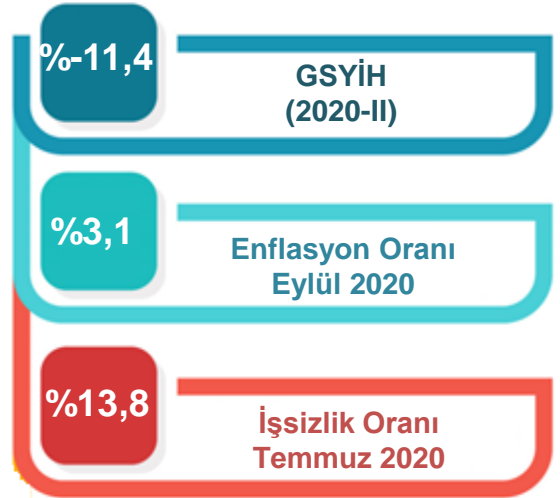 %-11,4
GSYİH
(2020-II)
%3,1
Enflasyon Oranı
Eylül 2020
%13,8
İşsizlik Oranı
Temmuz 2020